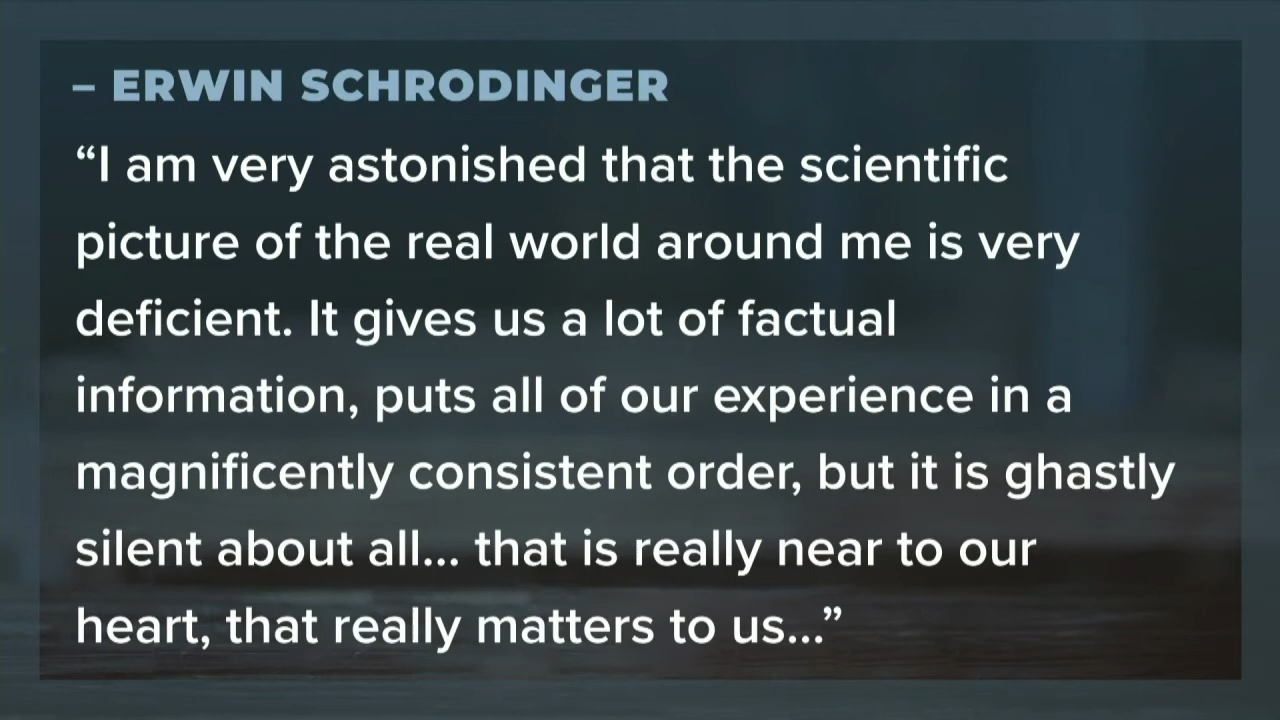 – ERWIN SCHRODINGER
“I am very astonished that the scientific
picture of the real world around me is very
deficient. It gives us a lot of factual
information, puts all of our experience in a
magnificently consistent order, but it is ghastly
silent about all... that is really near to our
heart, that really matters to us...”